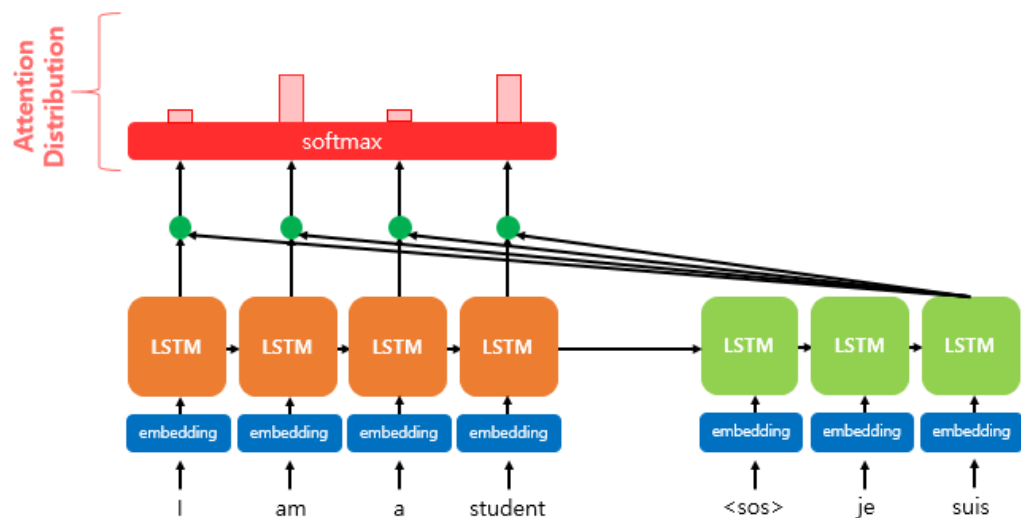 Attention
Distribution
softmax
LSTM LSTM LSTM LSTM LSTM LSTM LSTM
embedding embedding embedding embedding embedding embedding embedding
I am a student <sos> je suis